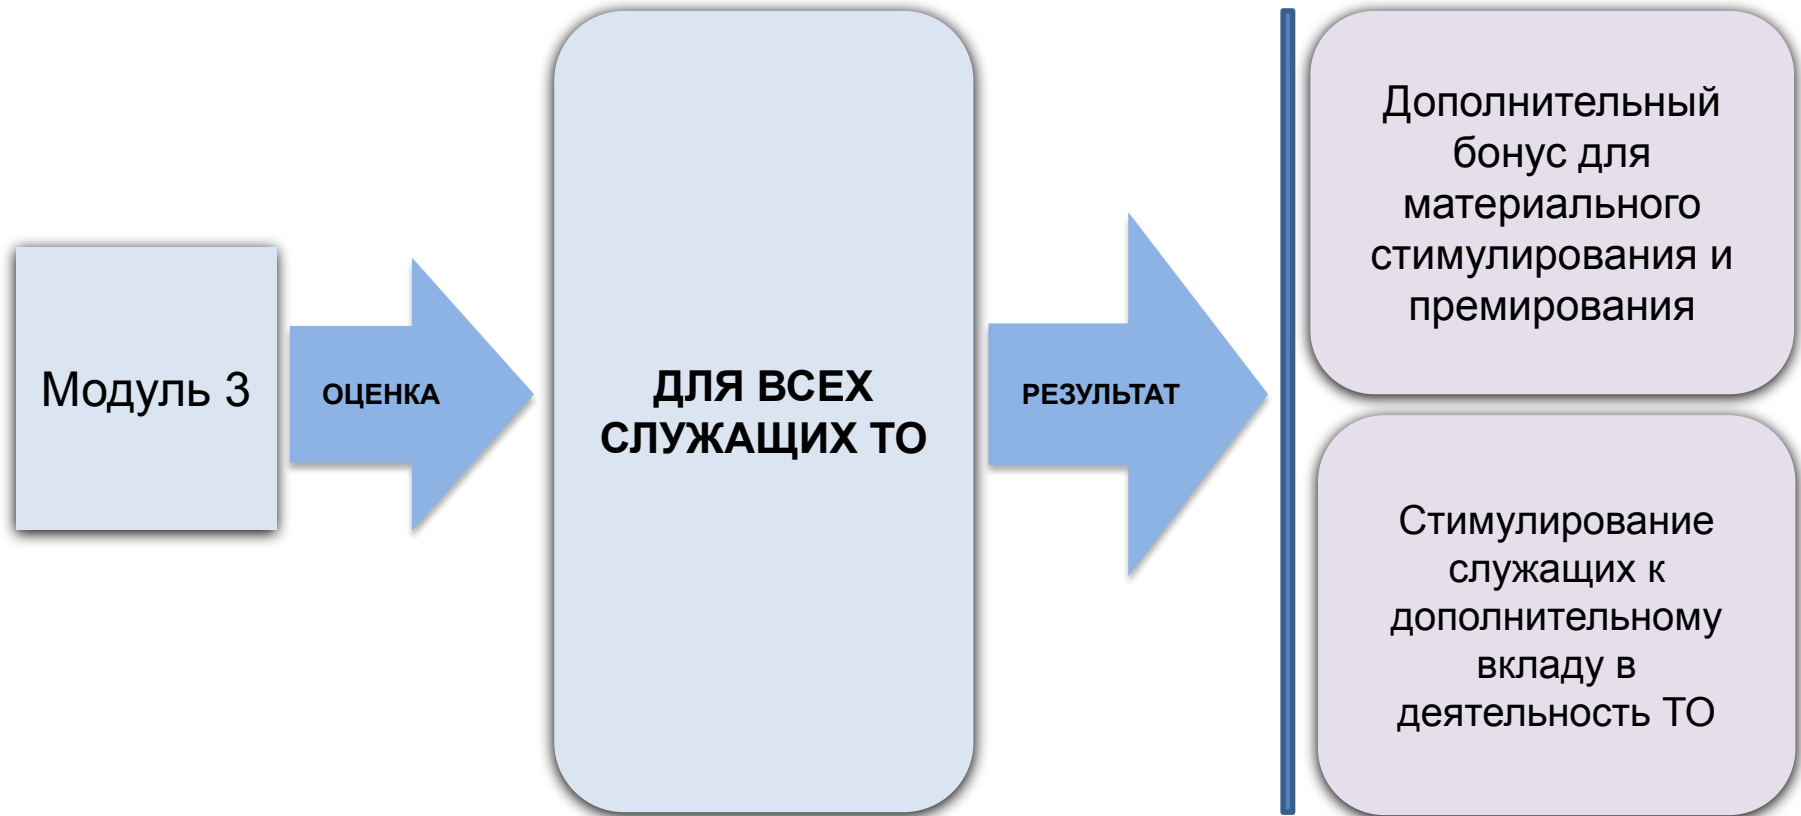 Модуль 3
ОЦЕНКА
ДЛЯ ВСЕХ
СЛУЖАЩИХ ТО
РЕЗУЛЬТАТ
Дополнительный
бонус для
материального
стимулирования и
премирования
Стимулирование
служащих к
дополнительному
вкладу в
деятельность ТО